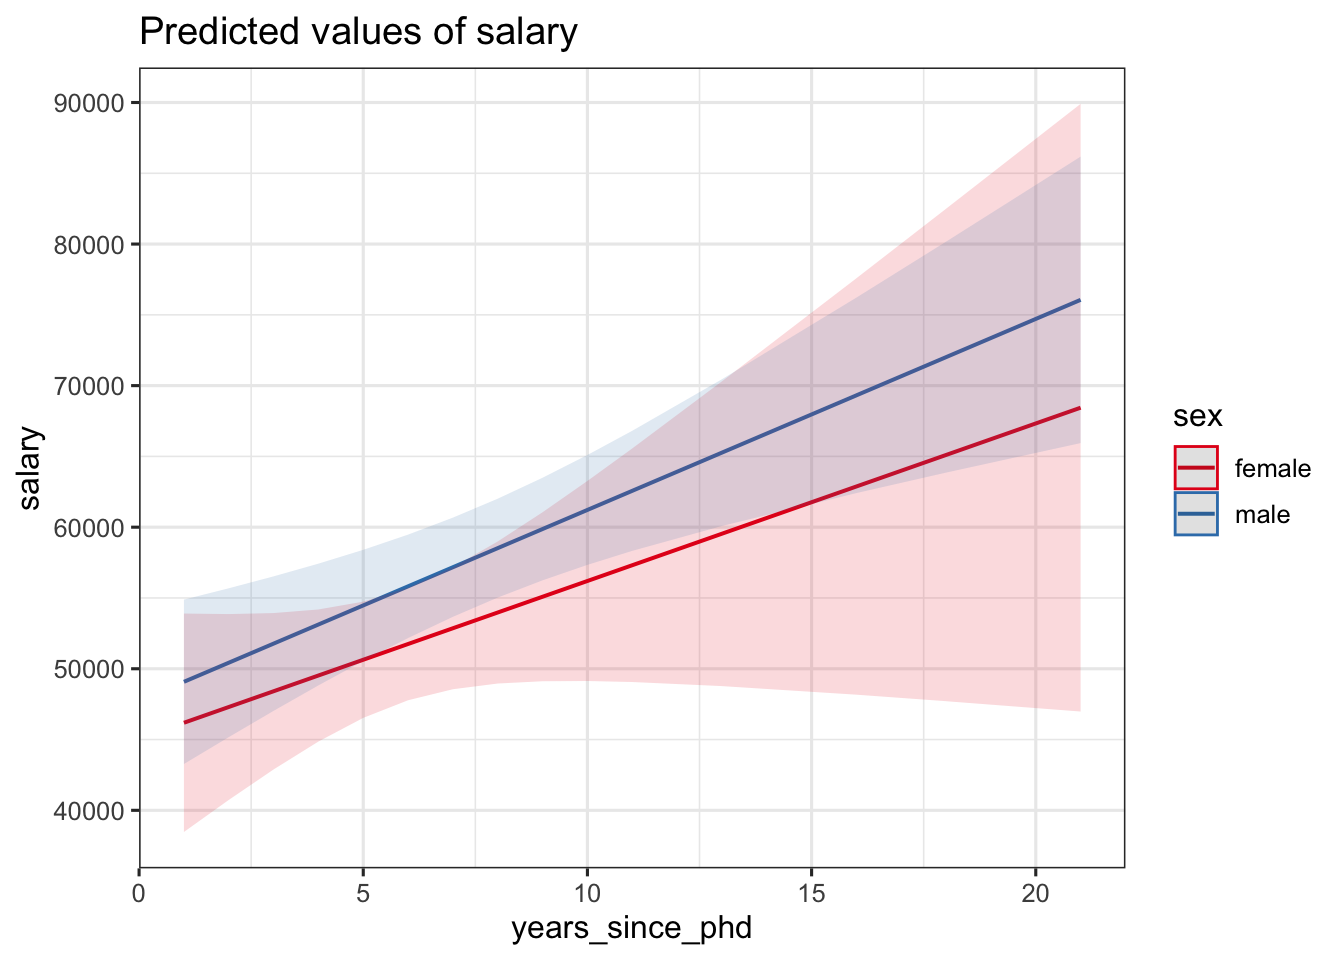 Predicted values of salary
90000
80000
70000
60000
50000
40000
salary
0 5 10 15 20
years_since_phd
sex
female
male